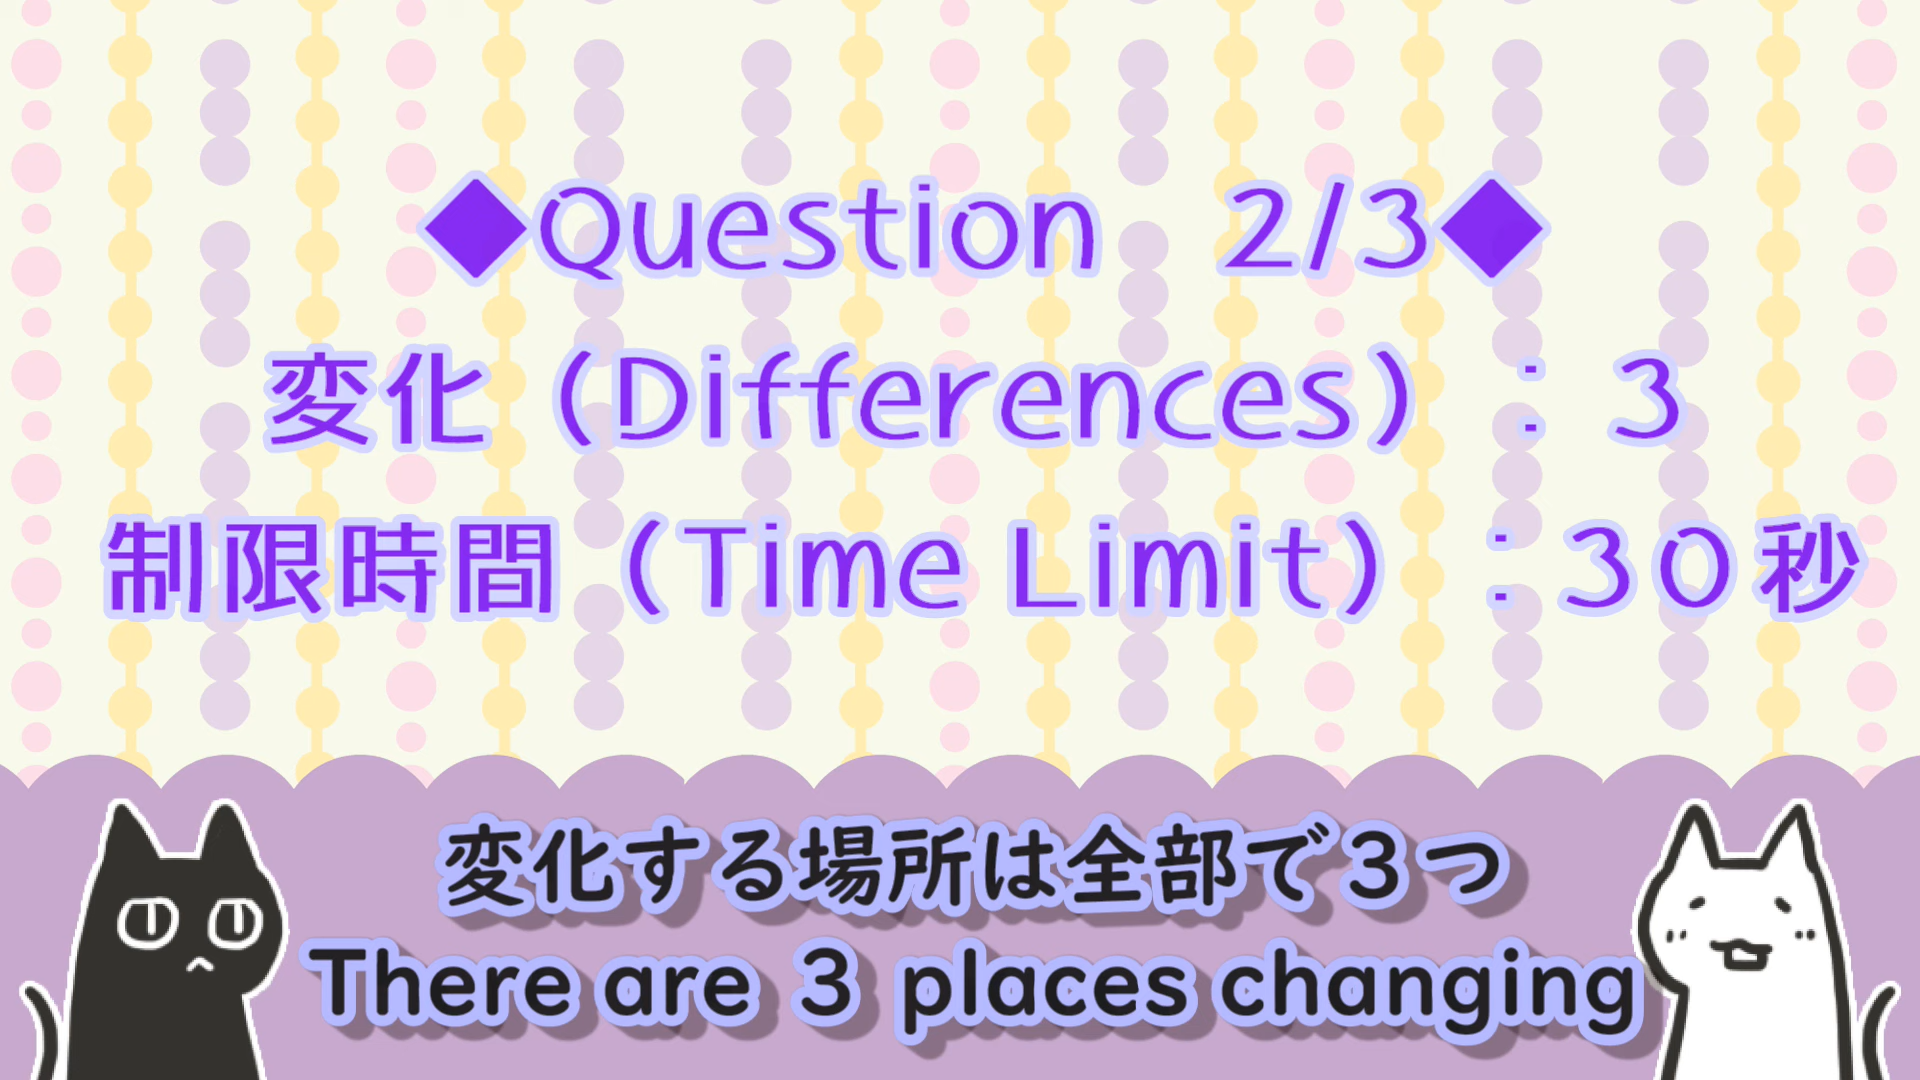 ◆Question　2/3◆
変化（Differences）：３
制限時間（Time Limit）：３０秒
変化する場所は全部で３つ
There are ３ places changing